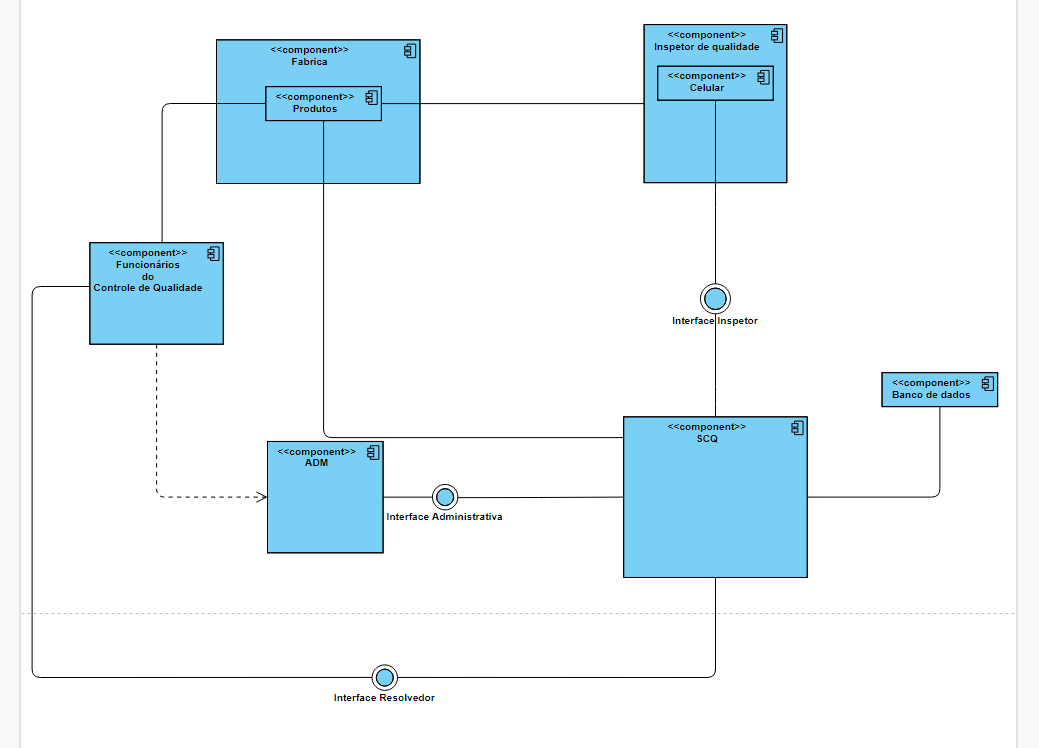 <<component>>
Fabrica
<<component>>
Produtos
<<component>>
Inspetor de qualidade
<<component>>
Celular
<<component>>
Funcionários
do
Controle de Qualidade
Interface Inspetor
<<component>>
Banco de dados
<<component>>
SCQ
<<component>>
ADM
Interface Administrativa
Interface Resolvedor